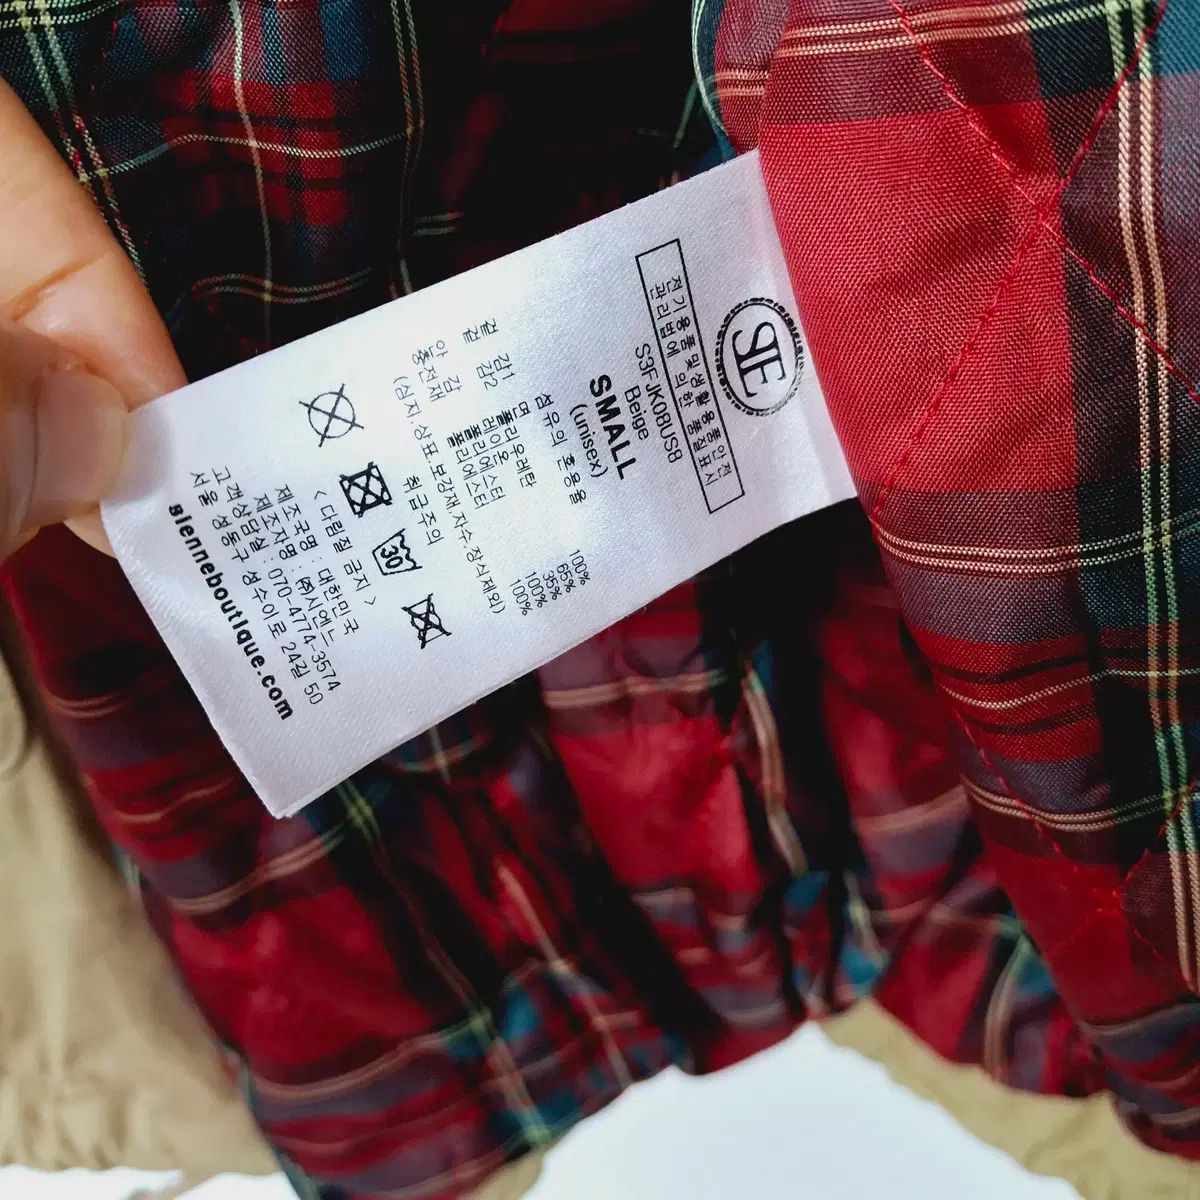 SE
전기용품및생활용품안전
관리법에 의한 품질표시
S3FJK08US8
Beige
SMALL
(unisex)
섬유의 혼용율
겉 감1 면 100%
겉 감2 폴리우레탄 65%
레이온 35%
안 감 폴리에스터 100%
충전재 폴리에스터 100%
(심지.상표.보강재.자수.장식제외)
취급주의
30
< 다림질 금지 >
제조국명 : 대한민국
제조자명 : ㈜시엔느
고객상담실 : 070-4774-3574
서울 성동구 성수이로 24길 50
sienneboutique.com